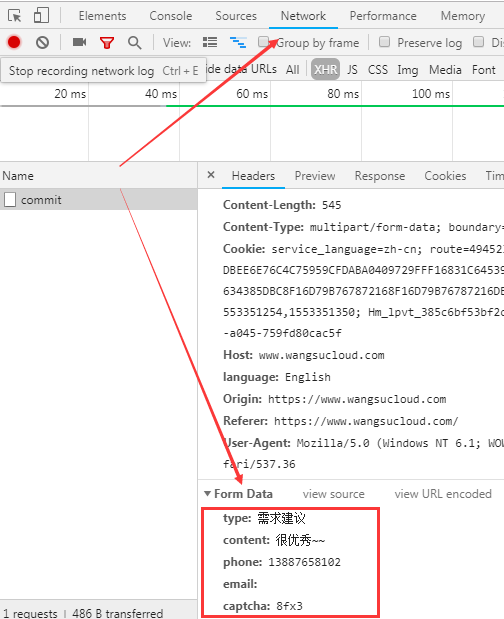 Elements Console Sources Network Performance Memory
View: Group by frame Preserve log Dis
Stop recording network log Ctrl + E ide data URLs All XHR JS CSS Img Media Font
20 ms 40 ms 60 ms 80 ms 100 ms
Name × Headers Preview Response Cookies Tim
commit
Content-Length: 545
Content-Type: multipart/form-data; boundary=
Cookie: service_language=zh-cn; route=49452
DBEE6E76C4C75959CFDABA0409729FFF16831C64539
634385DBC8F16D79B767872168F16D79B76787216DB
553351254,1553351350; Hm_lpvt_385c6bf53bf2c
-a045-759fd80cac5f
Host: www.wangsucloud.com
language: English
Origin: https://www.wangsucloud.com
Referer: https://www.wangsucloud.com/
User-Agent: Mozilla/5.0 (Windows NT 6.1; WOW
fari/537.36
Form Data view source view URL encoded
type: 需求建议
content: 很优秀~~
phone: 13887658102
email:
captcha: 8fx3
1 requests | 486 B transferred